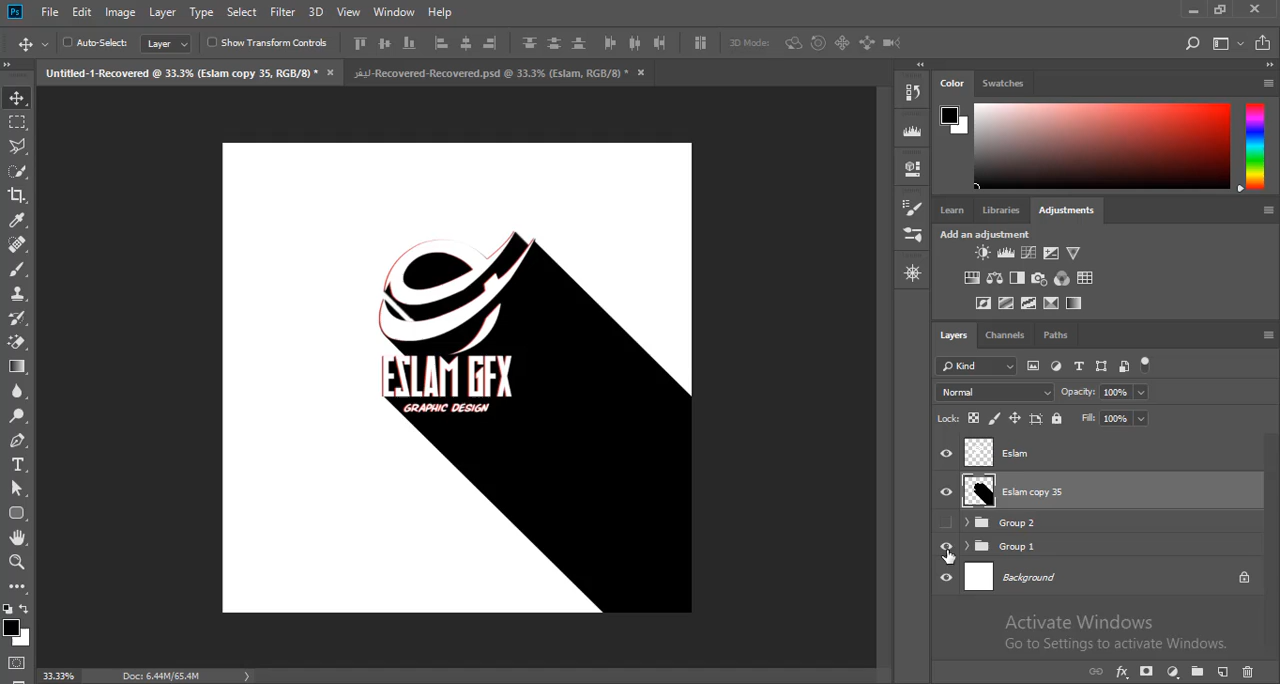 Ps File Edit Image Layer Type Select Filter 3D View Window Help
Auto-Select: Layer Show Transform Controls 3D Mode:
Untitled-1-Recovered @ 33.3% (Eslam copy 35, RGB/8) * × ليفر-Recovered-Recovered.psd @ 33.3% (Eslam, RGB/8) * ×
Color Swatches
Learn Libraries Adjustments
Add an adjustment
Layers Channels Paths
Kind
Normal Opacity: 100%
Lock: Fill: 100%
Eslam
Eslam copy 35
Group 2
Group 1
Background
ESLAM GFX
GRAPHIC DESIGN
Activate Windows
Go to Settings to activate Windows.
33.33% Doc: 6.44M/65.4M